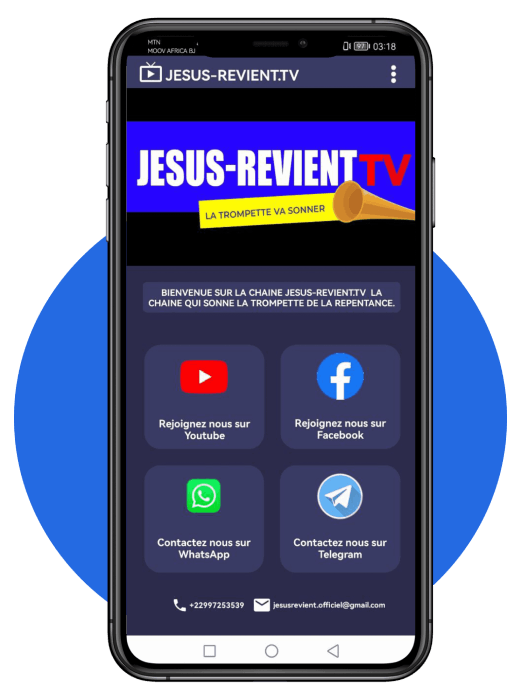 MTN
MOOV AFRICA BJ
97 03:18
JESUS-REVIENT.TV
JESUS-REVIENT TV
LA TROMPETTE VA SONNER
BIENVENUE SUR LA CHAINE JESUS-REVIENT.TV LA
CHAINE QUI SONNE LA TROMPETTE DE LA REPENTANCE.
Rejoignez nous sur
Youtube
Rejoignez nous sur
Facebook
Contactez nous sur
WhatsApp
Contactez nous sur
Telegram
+22997253539 jesusrevient.officiel@gmail.com